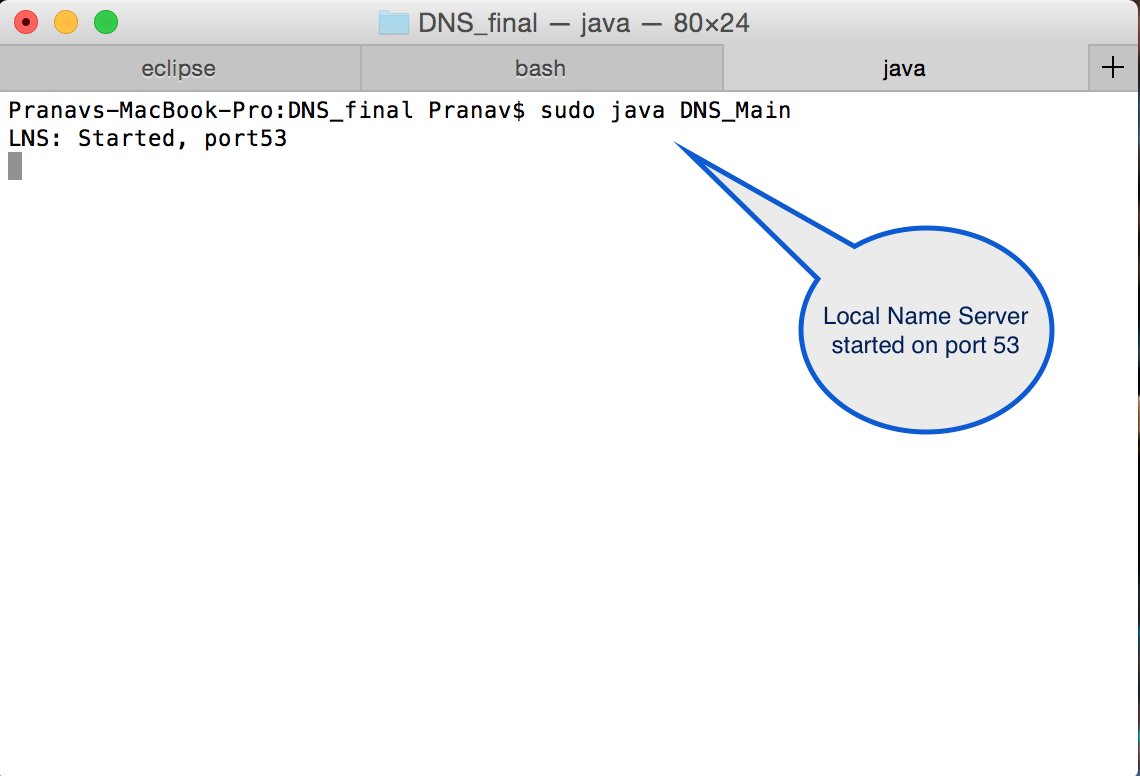 DNS_final — java — 80×24
eclipse
bash
java
Pranavs-MacBook-Pro:DNS_final Pranav$ sudo java DNS_Main
LNS: Started, port53
Local Name Server
started on port 53